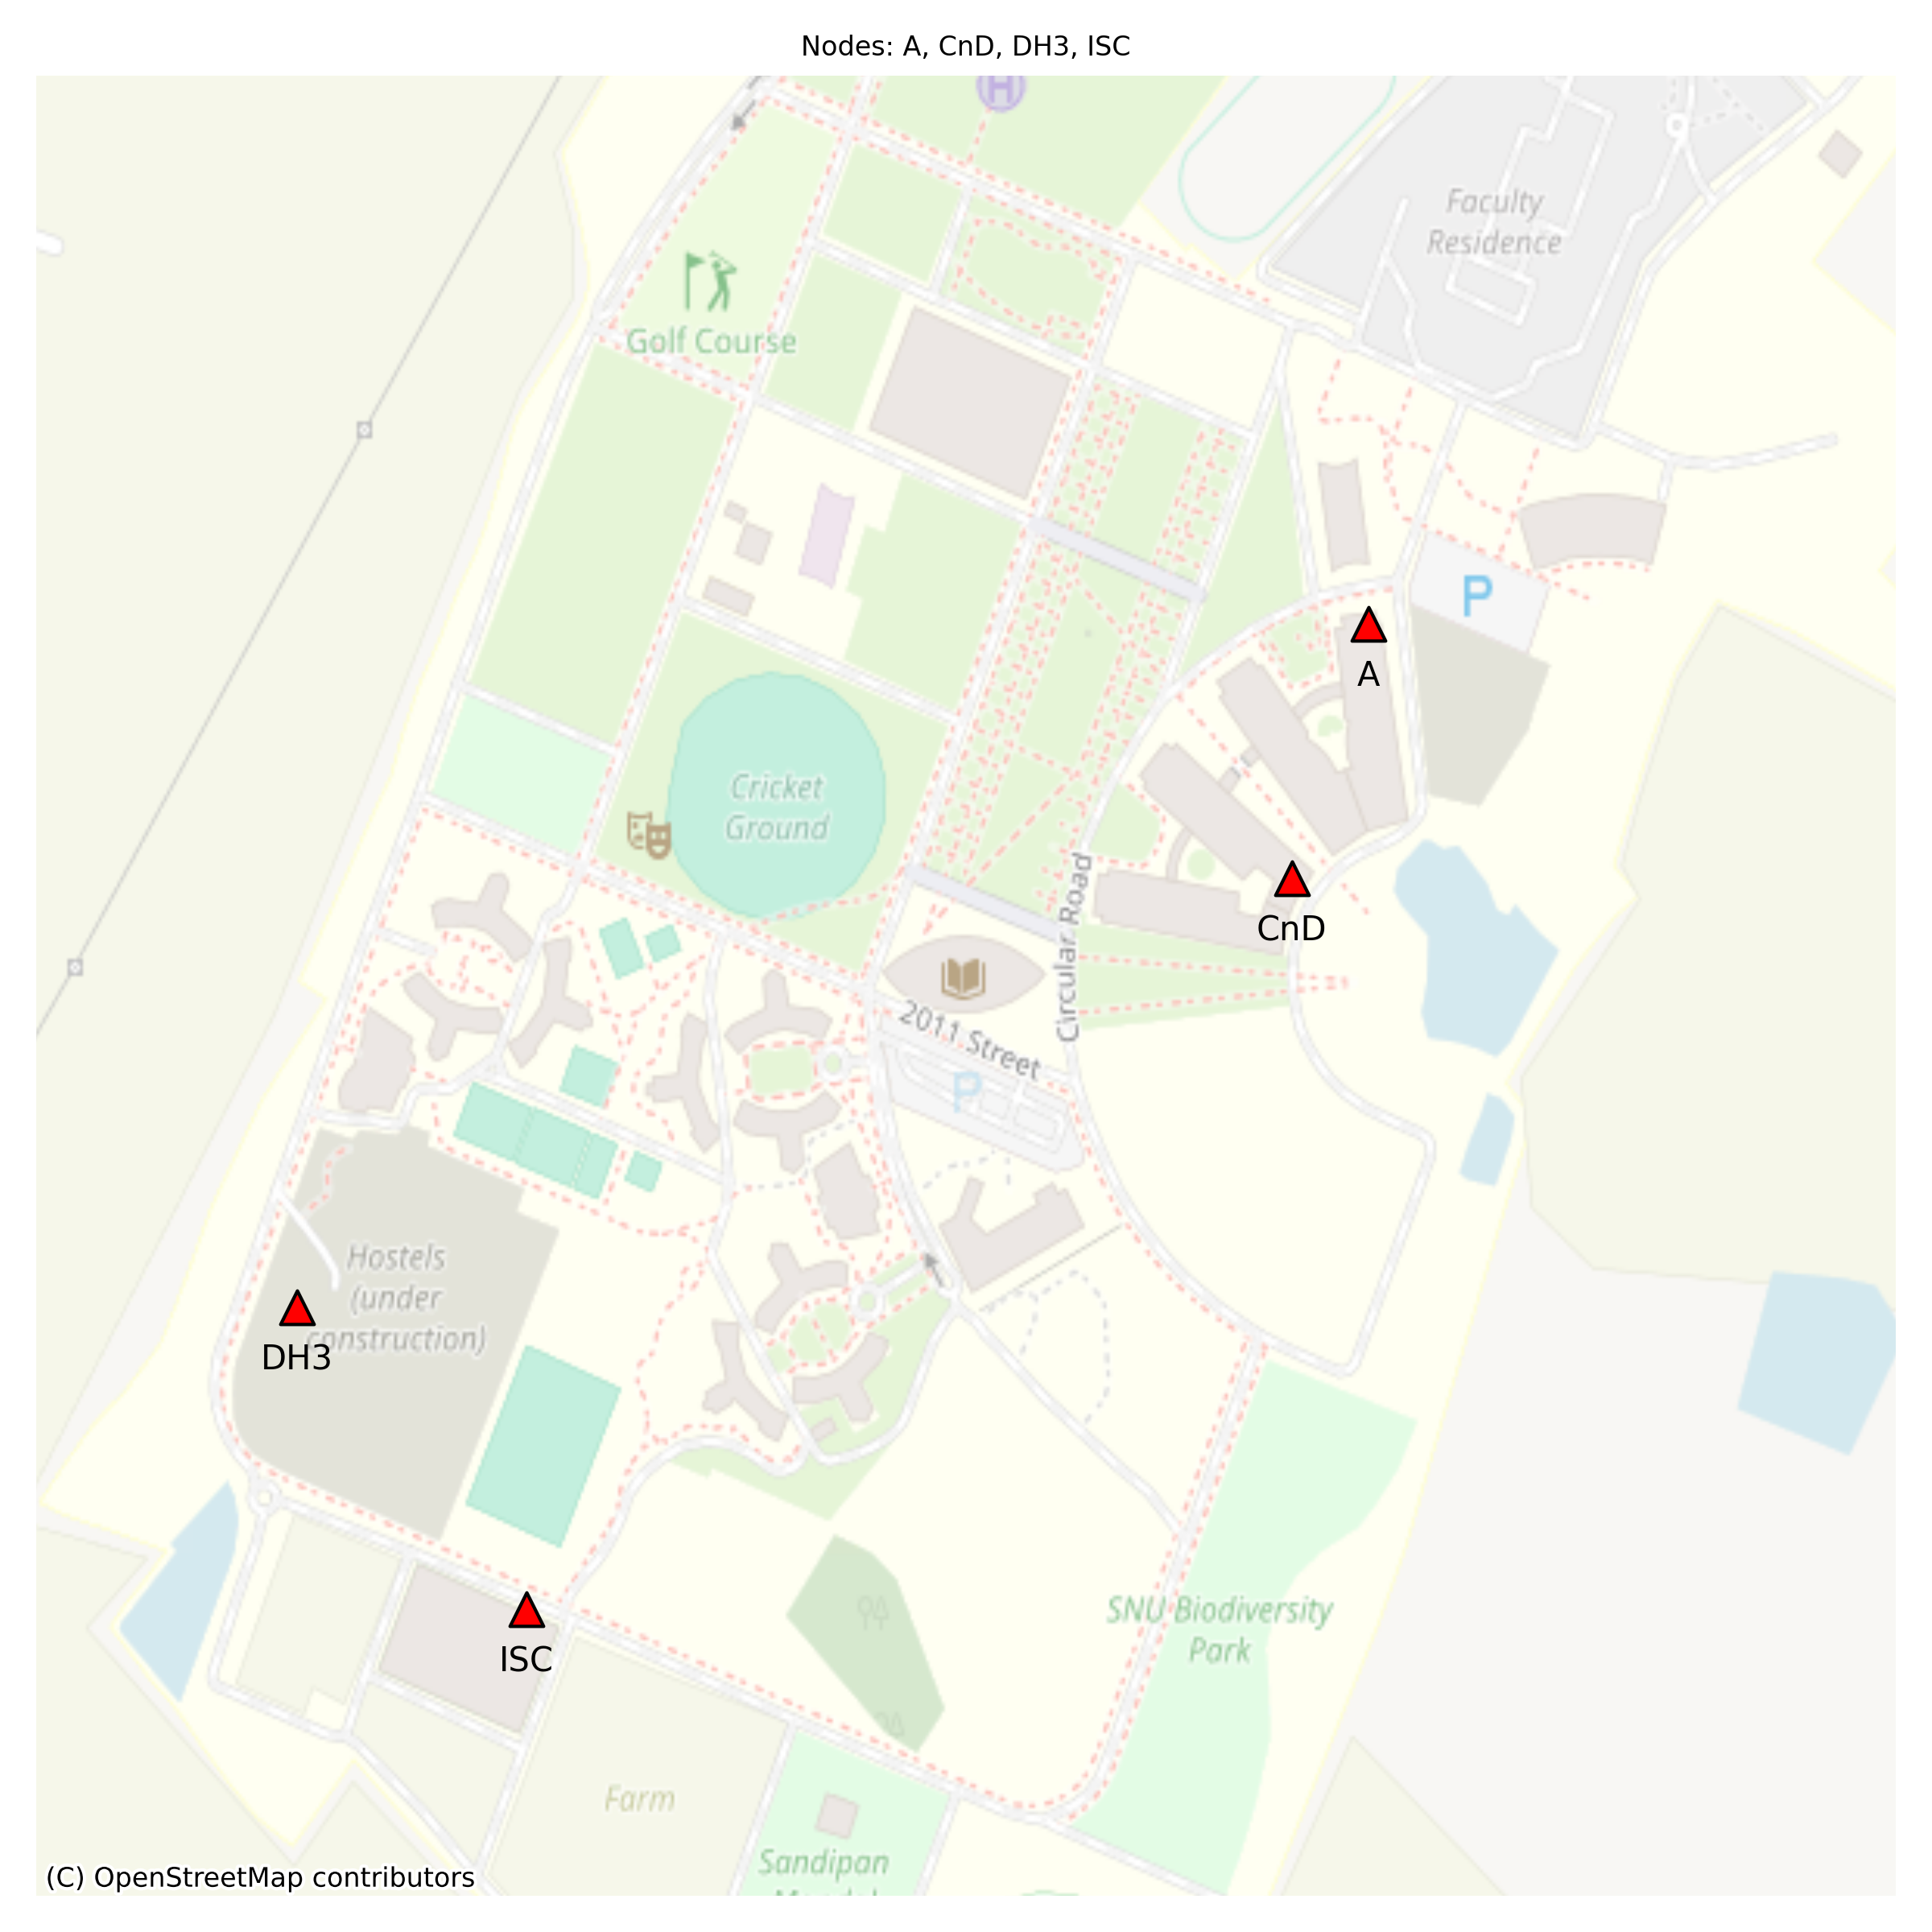 Nodes: A, CnD, DH3, ISC
H
Faculty
Residence
Golf Course
P
A
Cricket
Ground
CnD
Circular Road
2011 Street
P
Hostels
(under
construction)
DH3
SNU Biodiversity
Park
ISC
Farm
Sandipan
(C) OpenStreetMap contributors